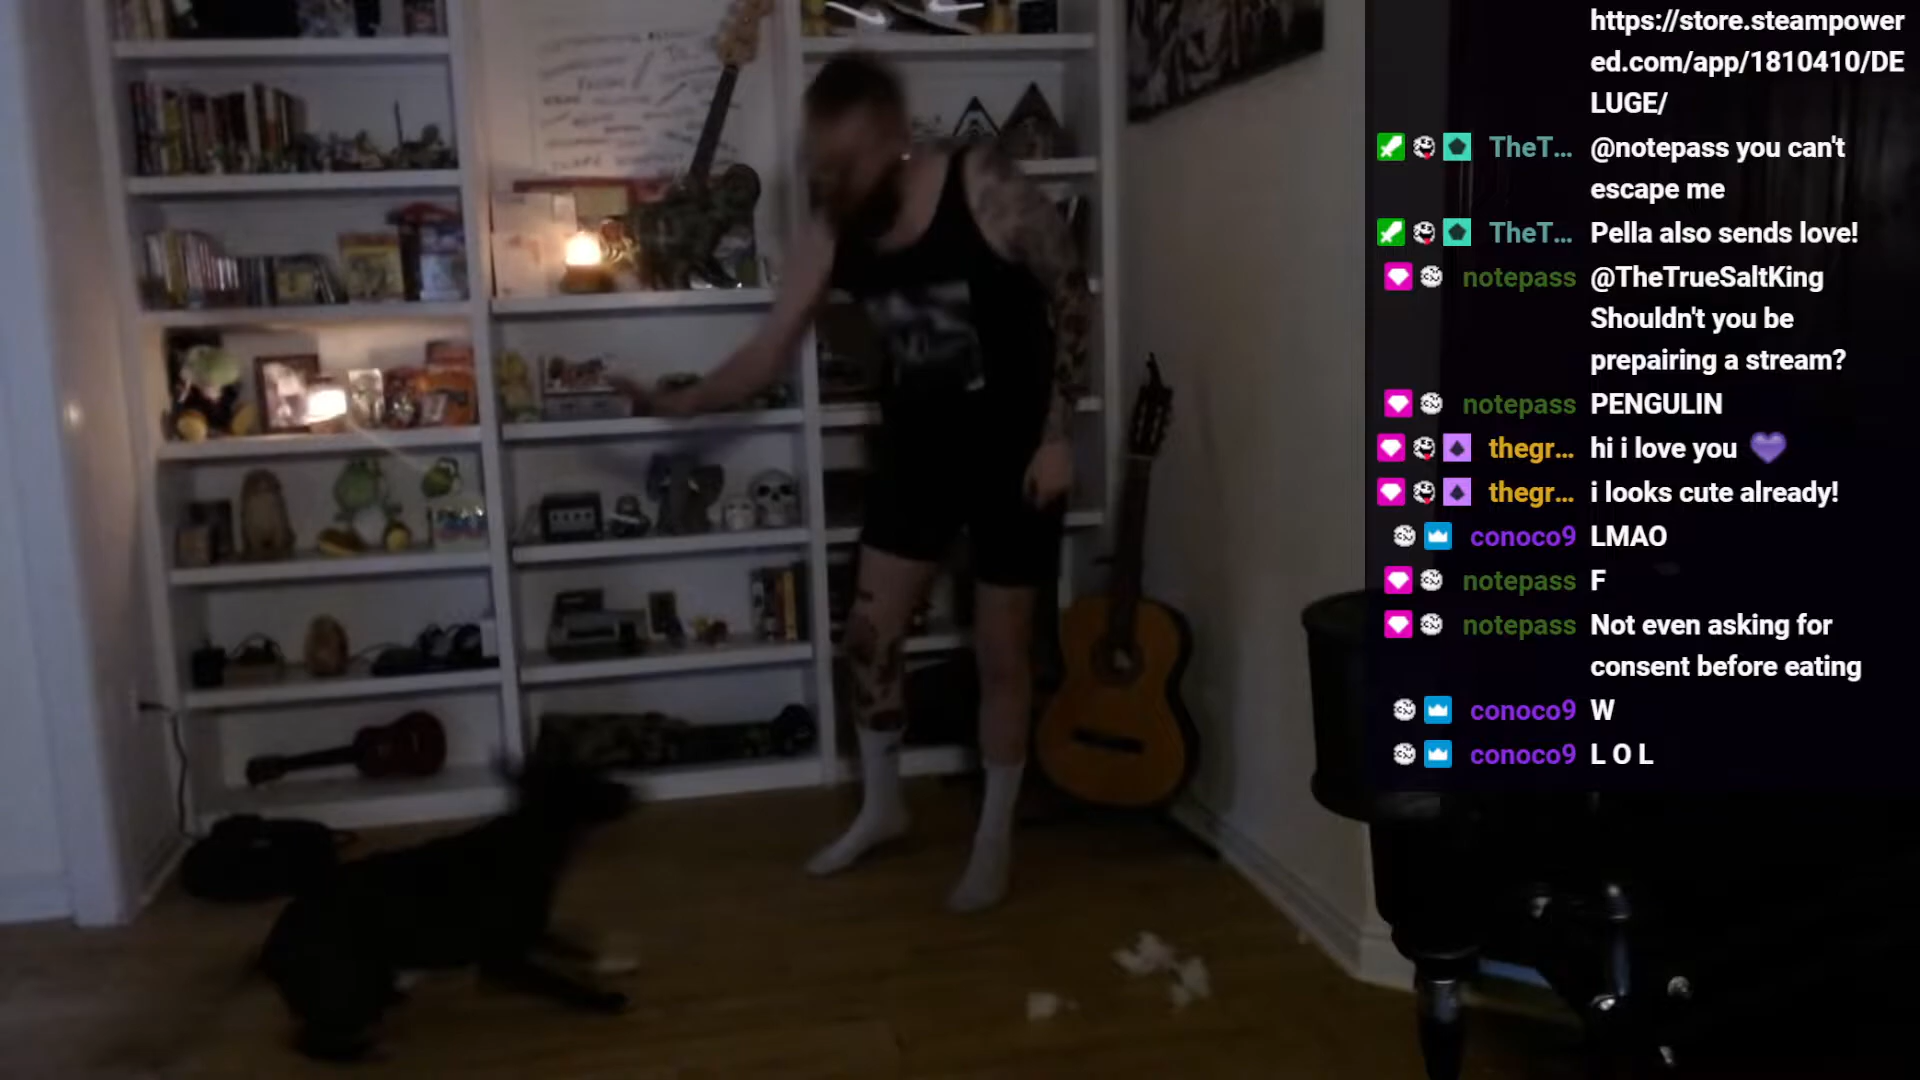 https://store.steampower
ed.com/app/1810410/DE
LUGE/
TheT... @notepass you can't
escape me
TheT... Pella also sends love!
notepass @TheTrueSaltKing
Shouldn't you be
prepairing a stream?
notepass PENGULIN
thegr... hi i love you
thegr... i looks cute already!
conoco9 LMAO
notepass F
notepass Not even asking for
consent before eating
conoco9 W
conoco9 L O L